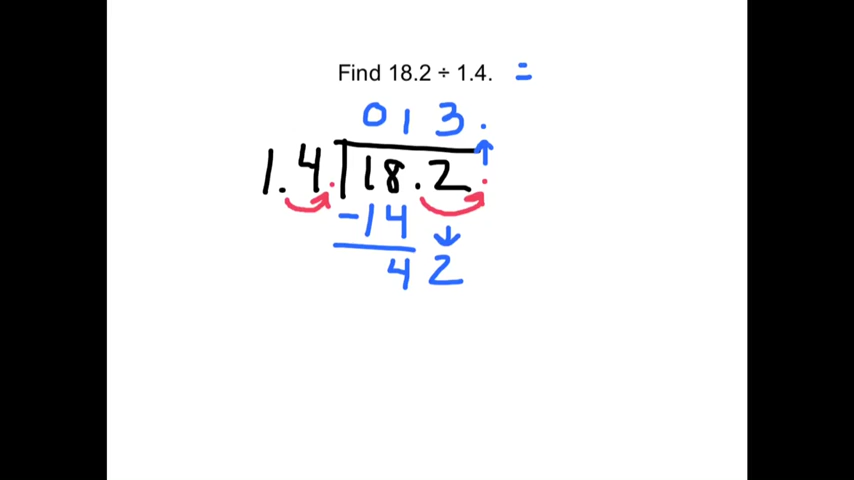 Find 18.2 ÷ 1.4. =
013.
1.4.|18.2.
-14
42